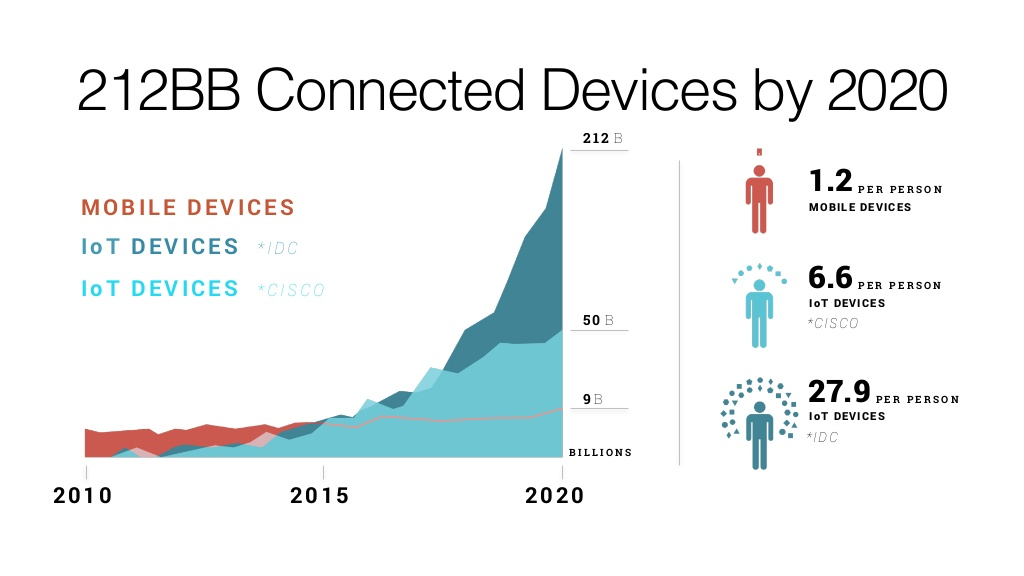 212BB Connected Devices by 2020
MOBILE DEVICES
IoT DEVICES *IDC
IoT DEVICES *CISCO
212 B
50 B
9 B
BILLIONS
2010
2015
2020
1.2 PER PERSON
MOBILE DEVICES
6.6 PER PERSON
IoT DEVICES
*CISCO
27.9 PER PERSON
IoT DEVICES
*IDC